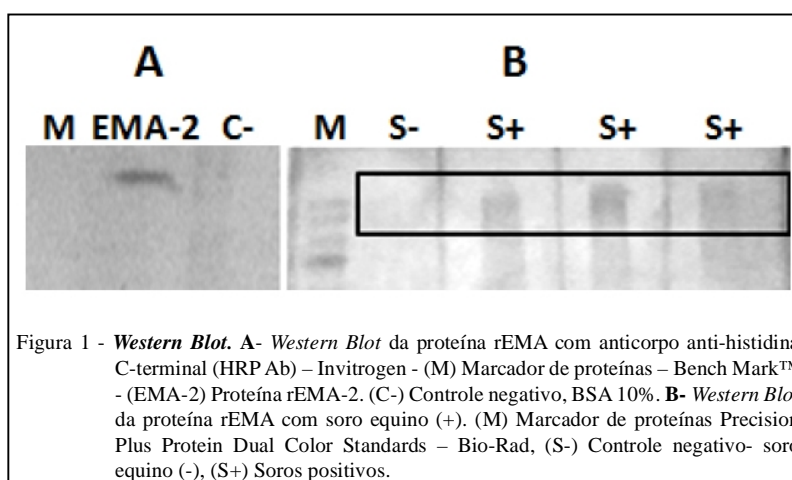 A B
M EMA-2 C- M S- S+ S+ S+
Figura 1 - Western Blot. A- Western Blot da proteína rEMA com anticorpo anti-histidina
C-terminal (HRP Ab) – Invitrogen - (M) Marcador de proteínas – Bench Mark™
- (EMA-2) Proteína rEMA-2. (C-) Controle negativo, BSA 10%. B- Western Blo
da proteína rEMA com soro equino (+). (M) Marcador de proteínas Precision
Plus Protein Dual Color Standards – Bio-Rad, (S-) Controle negativo- soro
equino (-), (S+) Soros positivos.